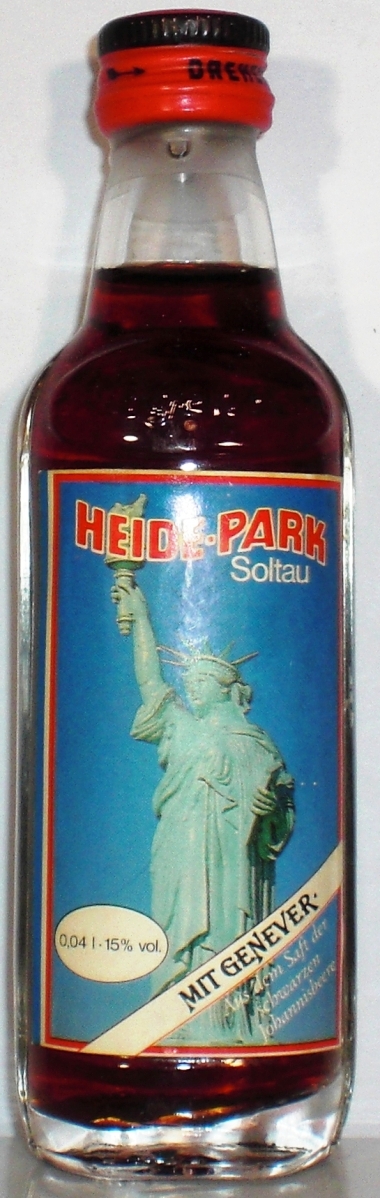 HEIDE-PARK
Soltau
0,04 l · 15% vol.
MIT GENEVER·
Aus dem Saft der
schwarzen
Johannisbeere